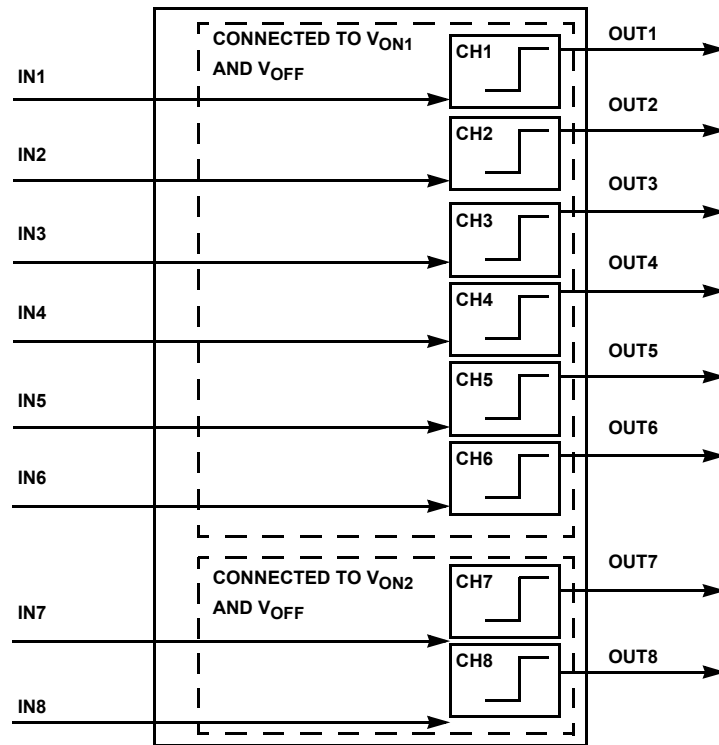 CONNECTED TO VON1
AND VOFF
IN1
CH1
OUT1
IN2
CH2
OUT2
IN3
CH3
OUT3
IN4
CH4
OUT4
IN5
CH5
OUT5
IN6
CH6
OUT6
CONNECTED TO VON2
AND VOFF
IN7
CH7
OUT7
IN8
CH8
OUT8